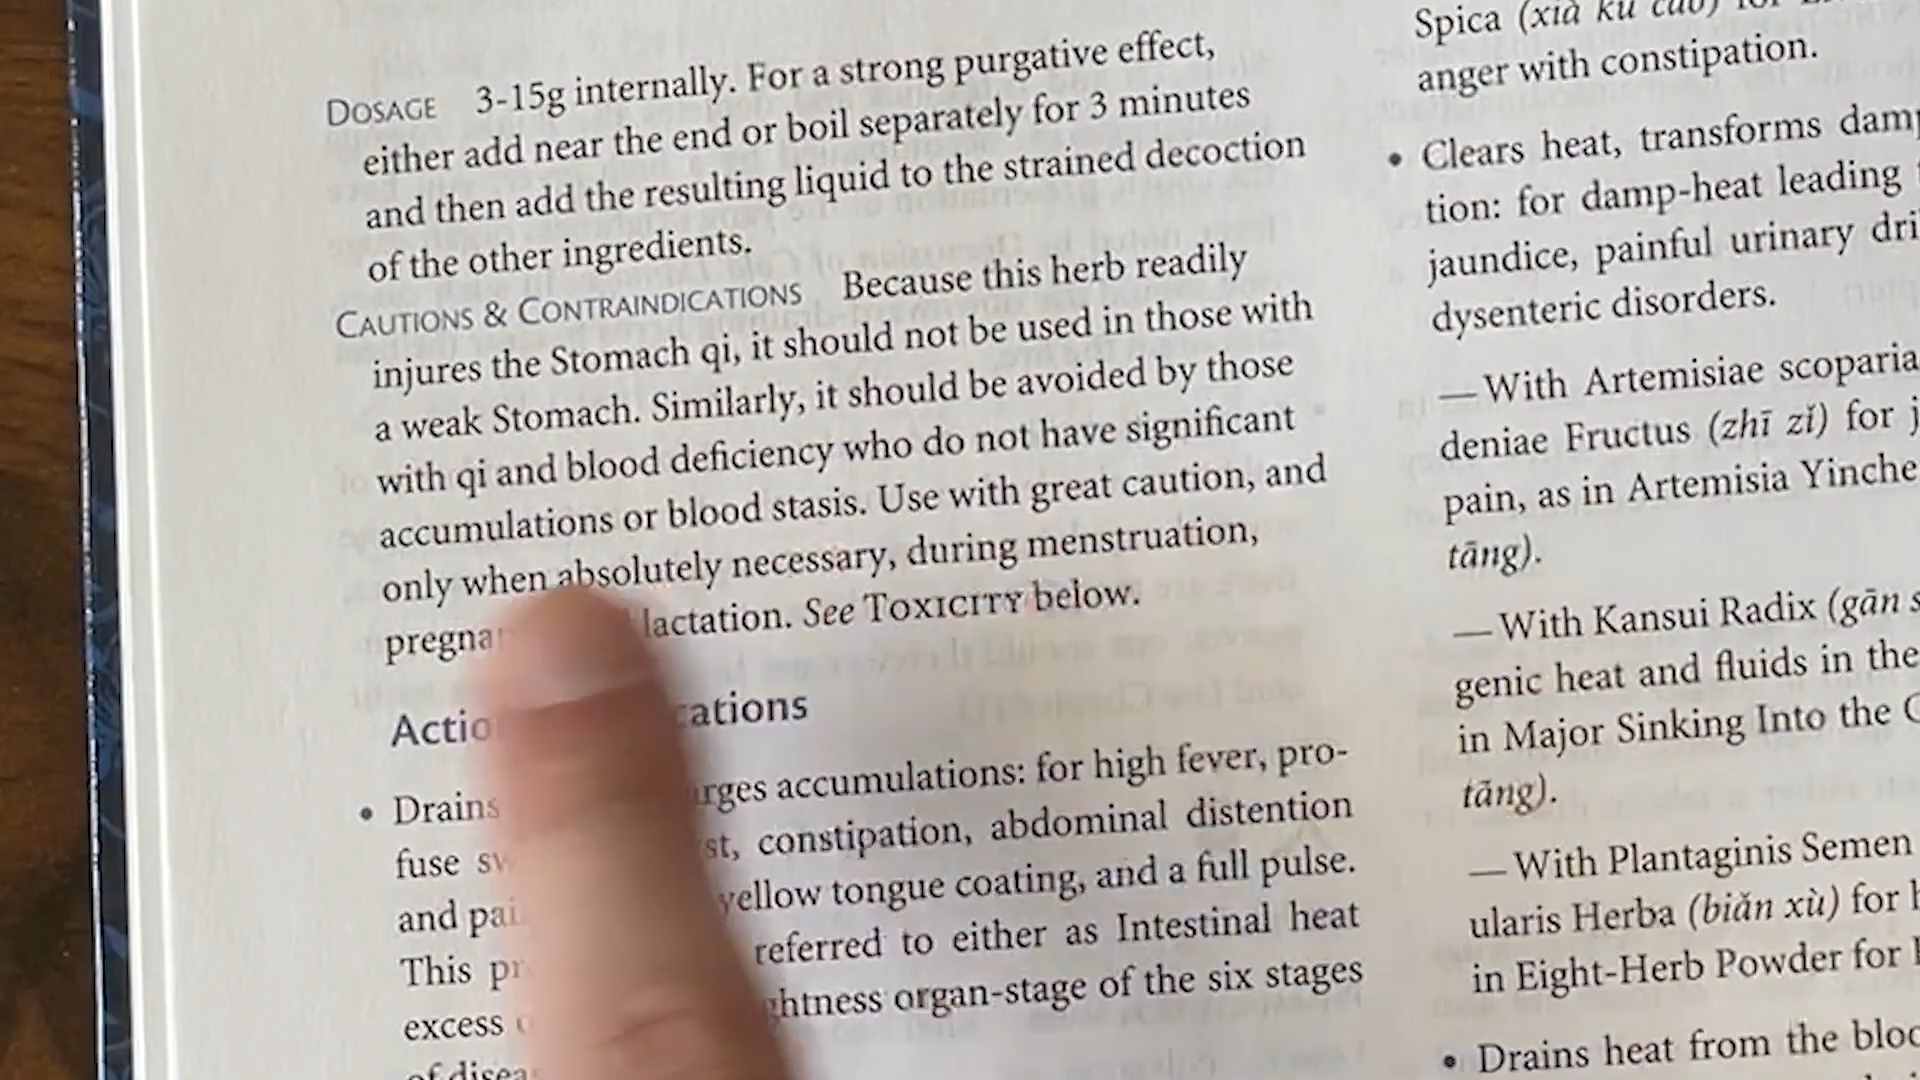 DOSAGE 3-15g internally. For a strong purgative effect,
either add near the end or boil separately for 3 minutes
and then add the resulting liquid to the strained decoction
of the other ingredients.
CAUTIONS & CONTRAINDICATIONS Because this herb readily
injures the Stomach qi, it should not be used in those with
a weak Stomach. Similarly, it should be avoided by those
with qi and blood deficiency who do not have significant
accumulations or blood stasis. Use with great caution, and
only when absolutely necessary, during menstruation,
lactation. See TOXICITY below.
• Drains accumulations: for high fever, pro-
fuse constipation, abdominal distention
and yellow tongue coating, and a full pulse.
This referred to either as Intestinal heat
excess organ-stage of the six stages
of
Spica (xià kū cǎo) for
anger with constipation.
• Clears heat, transforms
tion: for damp-heat leading
jaundice, painful urinary
dysenteric disorders.
—With Artemisiae
deniae Fructus (zhī zǐ) for
pain, as in Artemisia
tāng).
—With Kansui Radix (gān
genic heat and fluids in the
in Major Sinking Into the
tāng).
—With Plantaginis Semen
ularis Herba (biǎn xù) for
in Eight-Herb Powder for
• Drains heat from the